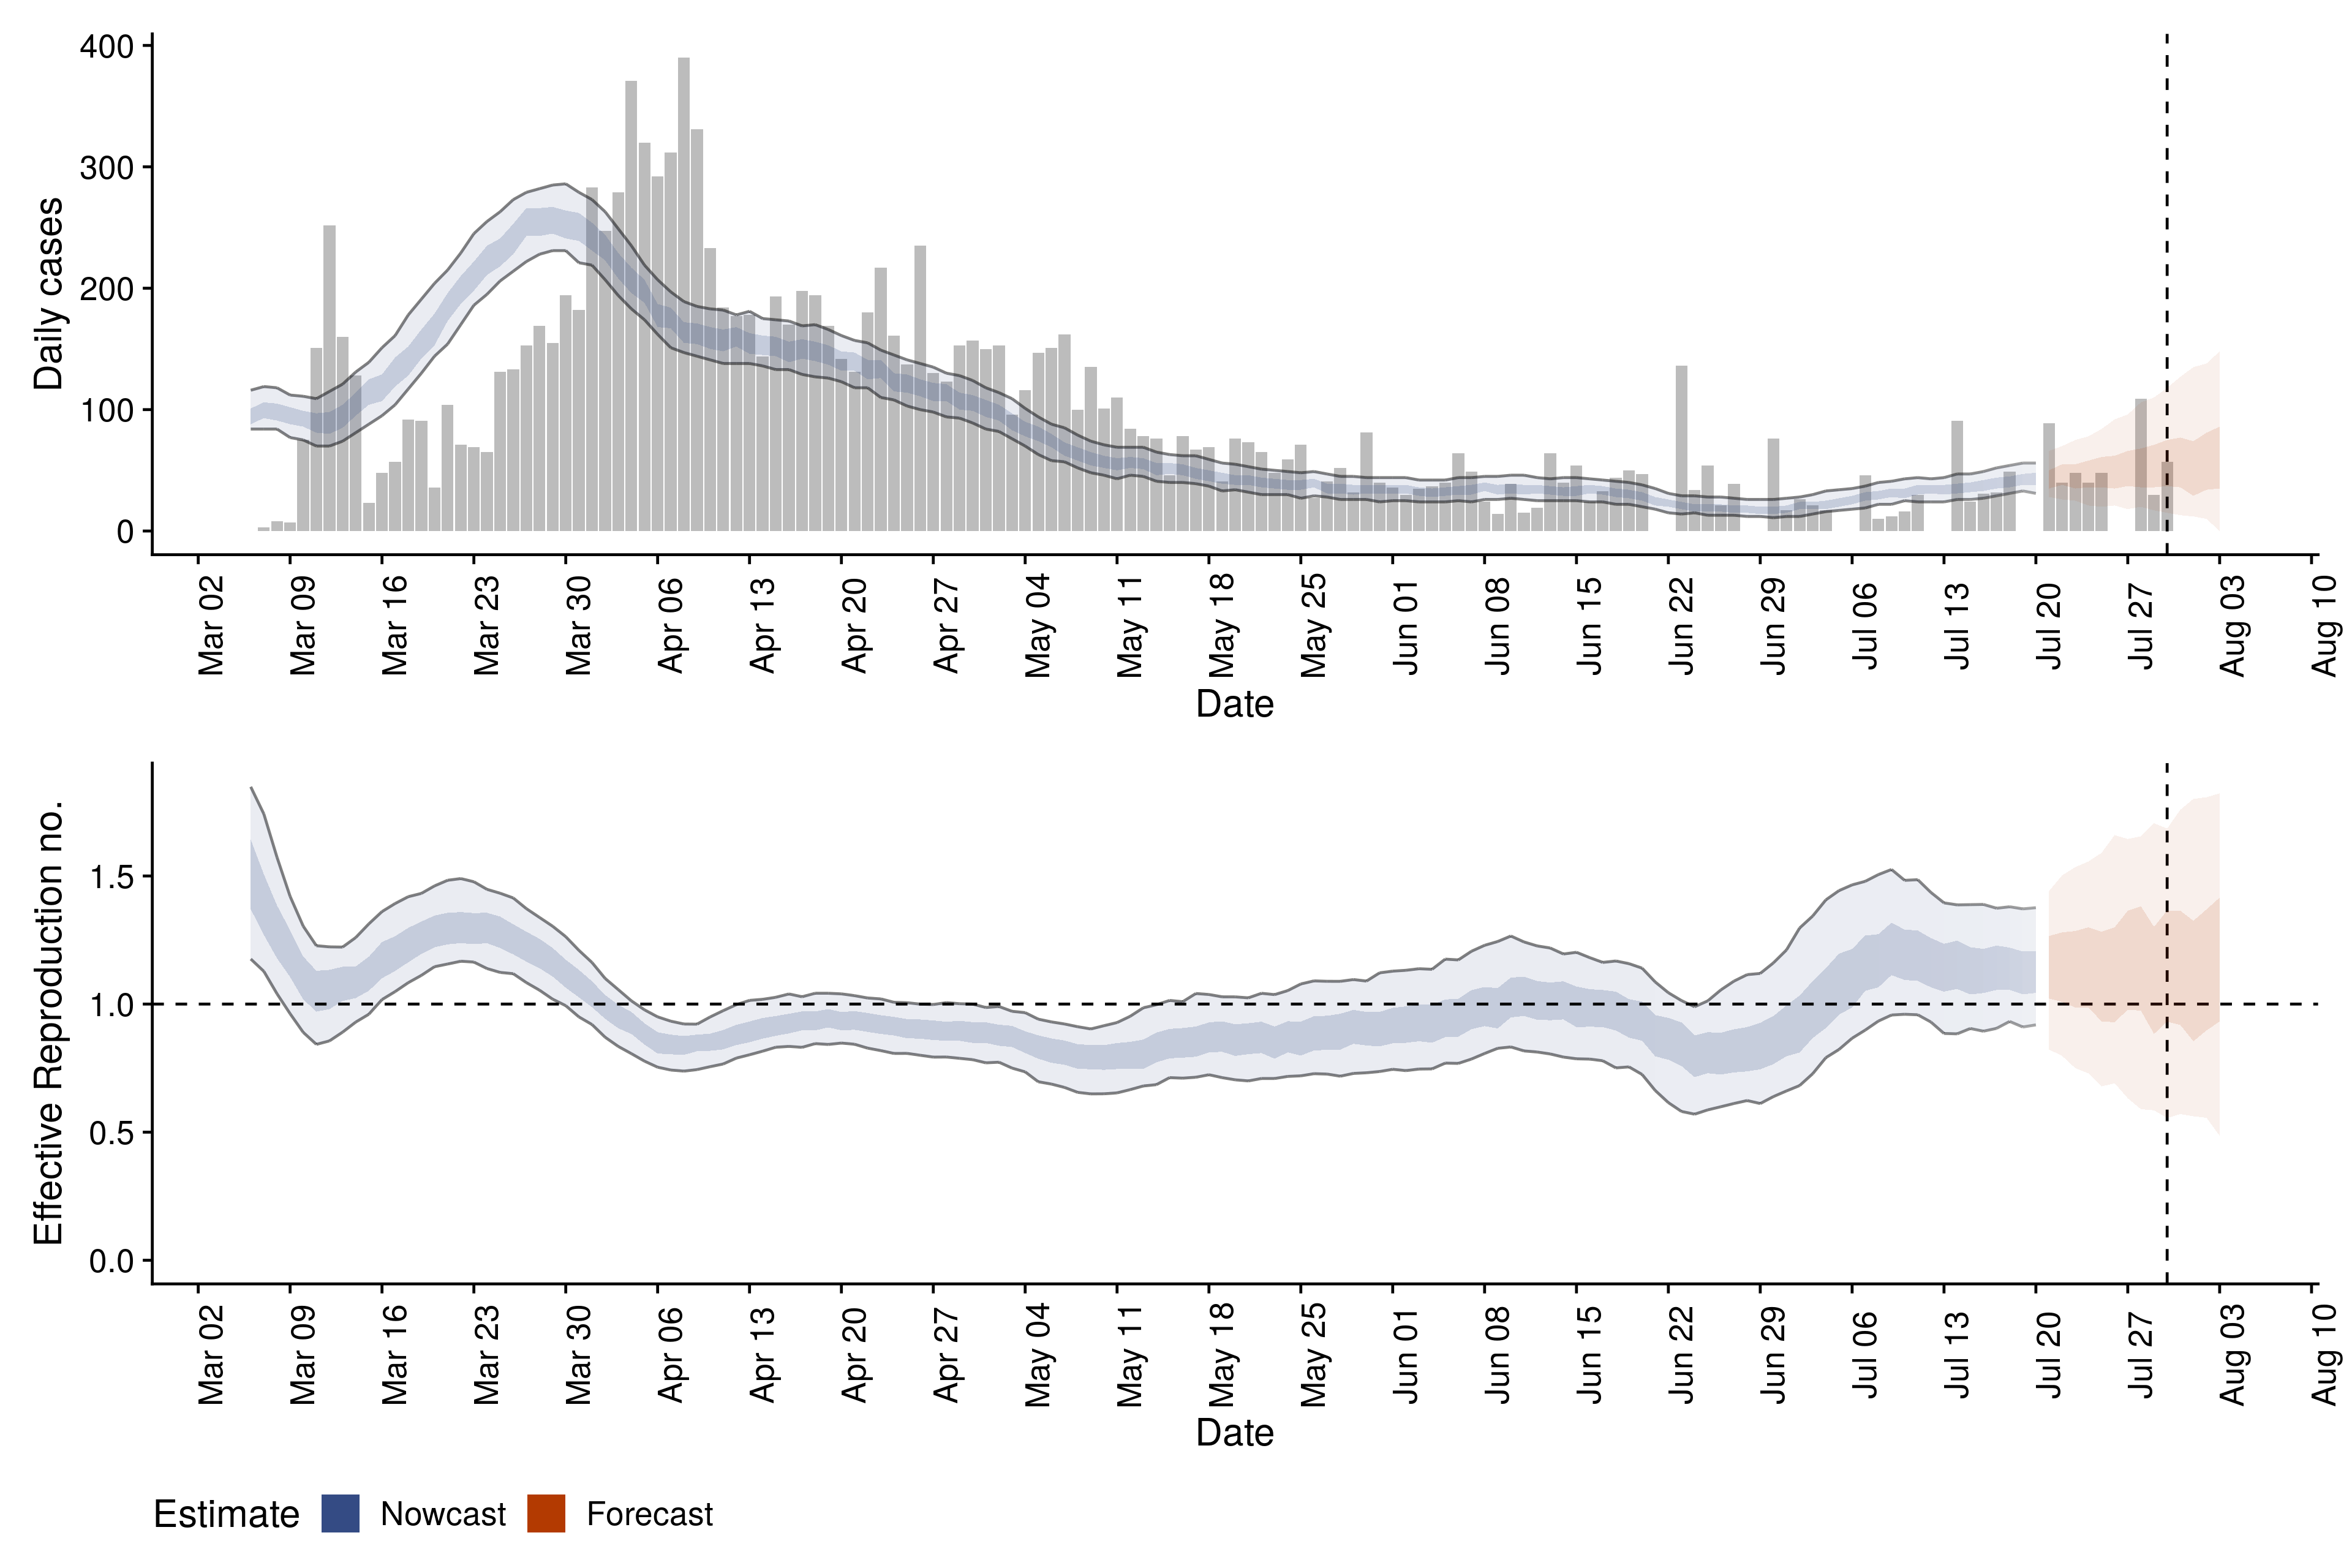 400
300
200
100
0
Daily cases
Mar 02 Mar 09 Mar 16 Mar 23 Mar 30 Apr 06 Apr 13 Apr 20 Apr 27 May 04 May 11 May 18 May 25 Jun 01 Jun 08 Jun 15 Jun 22 Jun 29 Jul 06 Jul 13 Jul 20 Jul 27 Aug 03 Aug 10
Date
1.5
1.0
0.5
0.0
Effective Reproduction no.
Mar 02 Mar 09 Mar 16 Mar 23 Mar 30 Apr 06 Apr 13 Apr 20 Apr 27 May 04 May 11 May 18 May 25 Jun 01 Jun 08 Jun 15 Jun 22 Jun 29 Jul 06 Jul 13 Jul 20 Jul 27 Aug 03 Aug 10
Date
Estimate Nowcast Forecast